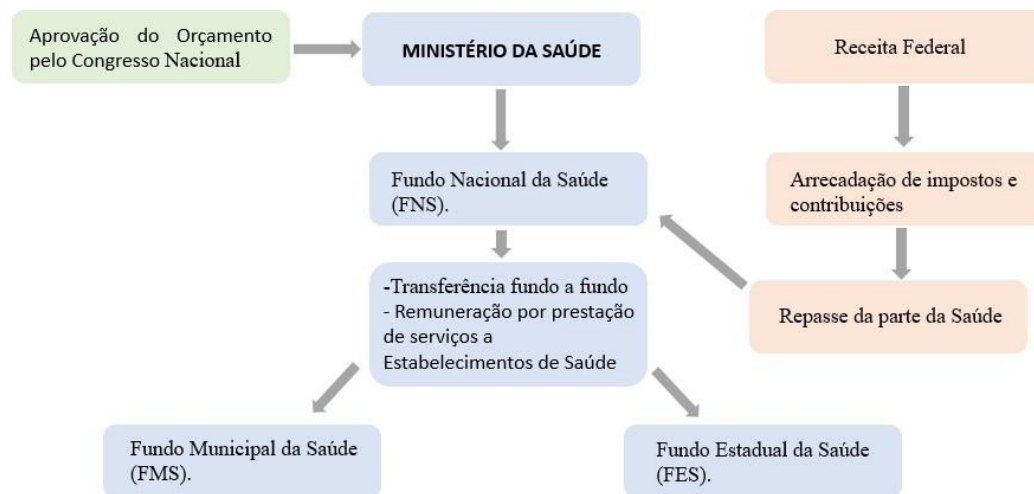 Aprovação do Orçamento
pelo Congresso Nacional
MINISTÉRIO DA SAÚDE
Receita Federal
Fundo Nacional da Saúde
(FNS).
Arrecadação de impostos e
contribuições
-Transferência fundo a fundo
- Remuneração por prestação
de serviços a
Estabelecimentos de Saúde
Repasse da parte da Saúde
Fundo Municipal da Saúde
(FMS).
Fundo Estadual da Saúde
(FES).